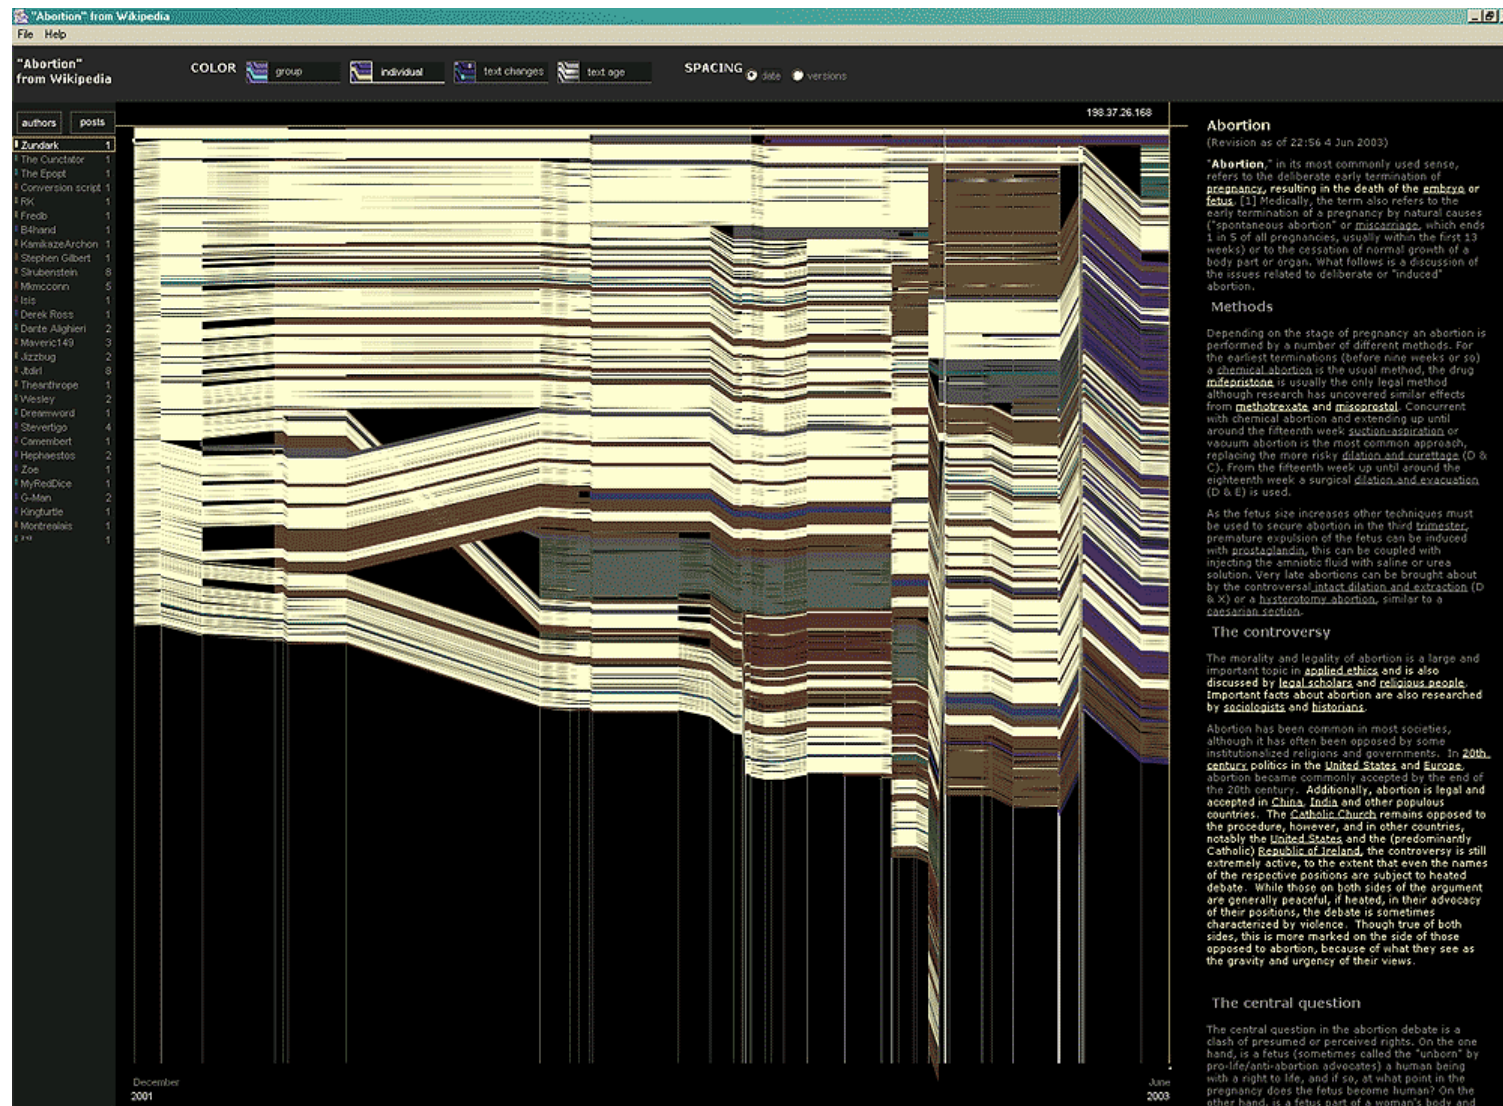 "Abortion" from Wikipedia
File Help
"Abortion"
from Wikipedia
COLOR group individual text changes text age SPACING date versions
authors posts
Zundark 1
The Cunctator 1
The Epopt 1
Conversion script 1
RK 1
Fredb 1
B4hand 1
KamikazeArchon 1
Stephen Gilbert 1
Slrubenstein 8
Mkmcconn 5
Isis 1
Derek Ross 1
Dante Alighieri 2
Maveric149 3
Jizzbug 2
Jtdirl 8
Theanthrope 1
Wesley 2
Dreamword 1
Stevertigo 4
Camembert 1
Hephaestos 2
Zoe 1
MyRedDice 1
G-Man 2
Kingturtle 1
Montrealais 1
198.37.26.168
December
2001
June
2003
Abortion
(Revision as of 22:56 4 Jun 2003)
"Abortion," in its most commonly used sense,
refers to the deliberate early termination of
pregnancy, resulting in the death of the embryo or
fetus. [1] Medically, the term also refers to the
early termination of a pregnancy by natural causes
("spontaneous abortion" or miscarriage, which ends
1 in 5 of all pregnancies, usually within the first 13
weeks) or to the cessation of normal growth of a
body part or organ. What follows is a discussion of
the issues related to deliberate or "induced"
abortion.
Methods
Depending on the stage of pregnancy an abortion is
performed by a number of different methods. For
the earliest terminations (before nine weeks or so)
a chemical abortion is the usual method, the drug
mifepristone is usually the only legal method
although research has uncovered similar effects
from methotrexate and misoprostol. Concurrent
with chemical abortion and extending up until
around the fifteenth week suction-aspiration or
vacuum abortion is the most common approach,
replacing the more risky dilation and curettage (D &
C). From the fifteenth week up until around the
eighteenth week a surgical dilation and evacuation
(D & E) is used.
As the fetus size increases other techniques must
be used to secure abortion in the third trimester,
premature expulsion of the fetus can be induced
with prostaglandin, this can be coupled with
injecting the amniotic fluid with saline or urea
solution. Very late abortions can be brought about
by the controversial intact dilation and extraction (D
& X) or a hysterotomy abortion, similar to a
caesarian section.
The controversy
The morality and legality of abortion is a large and
important topic in applied ethics and is also
discussed by legal scholars and religious people.
Important facts about abortion are also researched
by sociologists and historians.
Abortion has been common in most societies,
although it has often been opposed by some
institutionalized religions and governments. In 20th
century politics in the United States and Europe,
abortion became commonly accepted by the end of
the 20th century. Additionally, abortion is legal and
accepted in China, India and other populous
countries. The Catholic Church remains opposed to
the procedure, however, and in other countries,
notably the United States and the (predominantly
Catholic) Republic of Ireland, the controversy is still
extremely active, to the extent that even the names
of the respective positions are subject to heated
debate. While those on both sides of the argument
are generally peaceful, if heated, in their advocacy
of their positions, the debate is sometimes
characterized by violence. Though true of both
sides, this is more marked on the side of those
opposed to abortion, because of what they see as
the gravity and urgency of their views.
The central question
The central question in the abortion debate is a
clash of presumed or perceived rights. On the one
hand, is a fetus (sometimes called the "unborn" by
pro-life/anti-abortion advocates) a human being
with a right to life, and if so, at what point in the
pregnancy does the fetus become human? On the
other hand, is a fetus part of a woman's body and